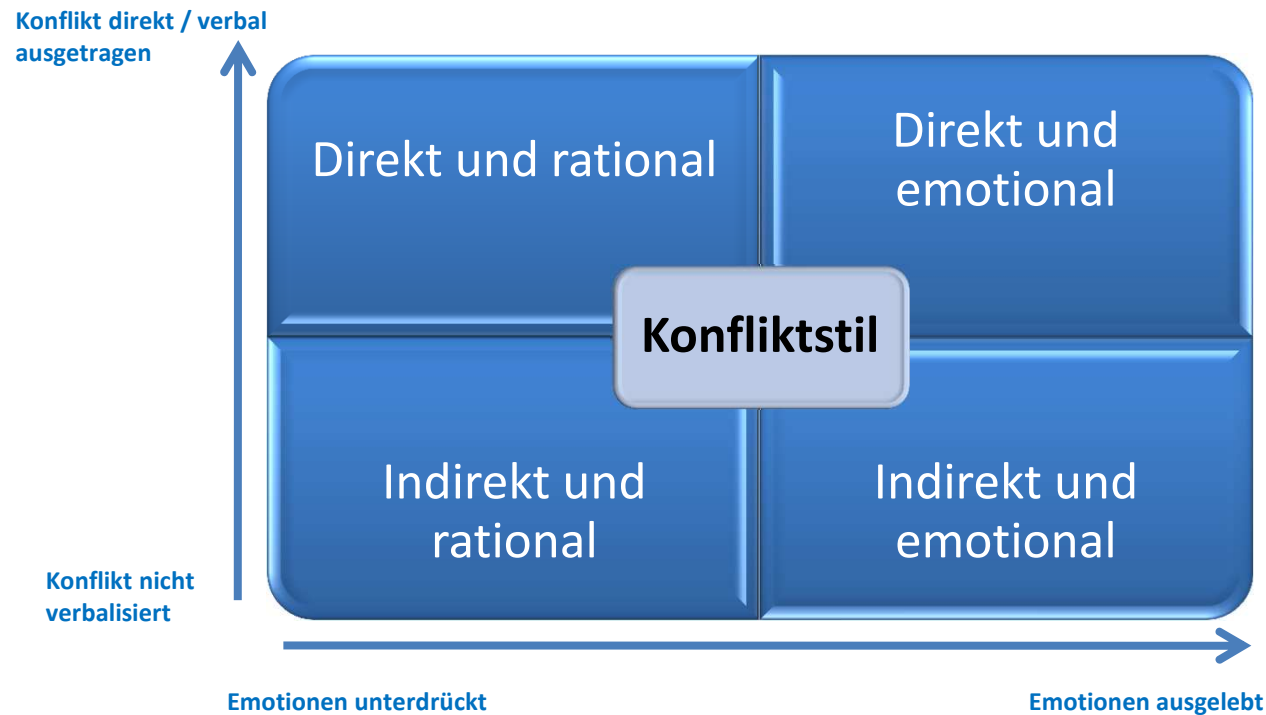 Konflikt direkt / verbal
ausgetragen
Direkt und rational
Direkt und
emotional
Konfliktstil
Indirekt und
rational
Indirekt und
emotional
Konflikt nicht
verbalisiert
Emotionen unterdrückt
Emotionen ausgelebt